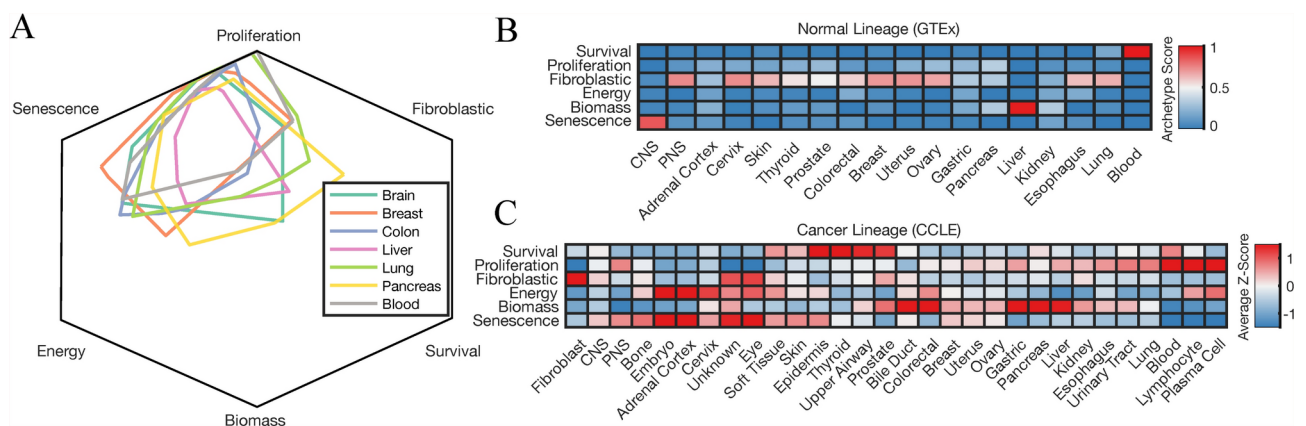 A
Proliferation
Senescence
Fibroblastic
Energy
Survival
Biomass
Brain
Breast
Colon
Liver
Lung
Pancreas
Blood
B
Normal Lineage (GTEx)
Survival
Proliferation
Fibroblastic
Energy
Biomass
Senescence
CNS
PNS
Adrenal Cortex
Cervix
Skin
Thyroid
Prostate
Colorectal
Breast
Uterus
Ovary
Gastric
Pancreas
Liver
Kidney
Esophagus
Lung
Blood
1
0.5
0
Archetype Score
C
Cancer Lineage (CCLE)
Survival
Proliferation
Fibroblastic
Energy
Biomass
Senescence
Fibroblast
CNS
PNS
Bone
Embryo
Adrenal Cortex
Cervix
Unknown
Eye
Soft Tissue
Skin
Epidermis
Thyroid
Upper Airway
Prostate
Bile Duct
Colorectal
Breast
Uterus
Ovary
Gastric
Pancreas
Liver
Kidney
Esophagus
Urinary Tract
Lung
Blood
Lymphocyte
Plasma Cell
Average Z-Score
1
0
-1